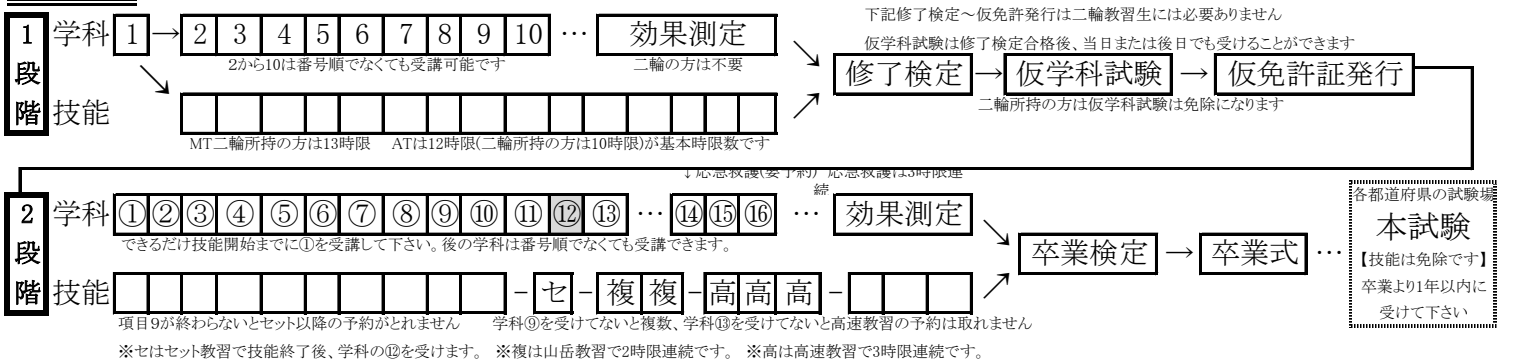 下記修了検定～仮免許発行は二輪教習生には必要ありません
1段階 学科 1 → 2 3 4 5 6 7 8 9 10 … 効果測定
仮学科試験は修了検定合格後、当日または後日でも受けることができます
2から10は番号順でなくても受講可能です 二輪の方は不要
修了検定 → 仮学科試験 → 仮免許証発行
二輪所持の方は仮学科試験は免除になります
技能
MT二輪所持の方は13時限 ATは12時限(二輪所持の方は10時限)が基本時限数です
↓応急救護(要予約) 応急救護は3時限連続
2段階 学科 ① ② ③ ④ ⑤ ⑥ ⑦ ⑧ ⑨ ⑩ ⑪ ⑫ ⑬ … ⑭ ⑮ ⑯ … 効果測定
できるだけ技能開始までに①を受講して下さい。後の学科は番号順でなくても受講できます。
卒業検定 → 卒業式 …
各都道府県の試験場
本試験
【技能は免除です】
卒業より1年以内に
受けて下さい
技能 - セ - 複 複 - 高 高 高 -
項目9が終わらないとセット以降の予約がとれません 学科⑨を受けてないと複数、学科⑬を受けてないと高速教習の予約は取れません
※セはセット教習で技能終了後、学科の⑫を受けます。 ※複は山岳教習で2時限連続です。 ※高は高速教習で3時限連続です。